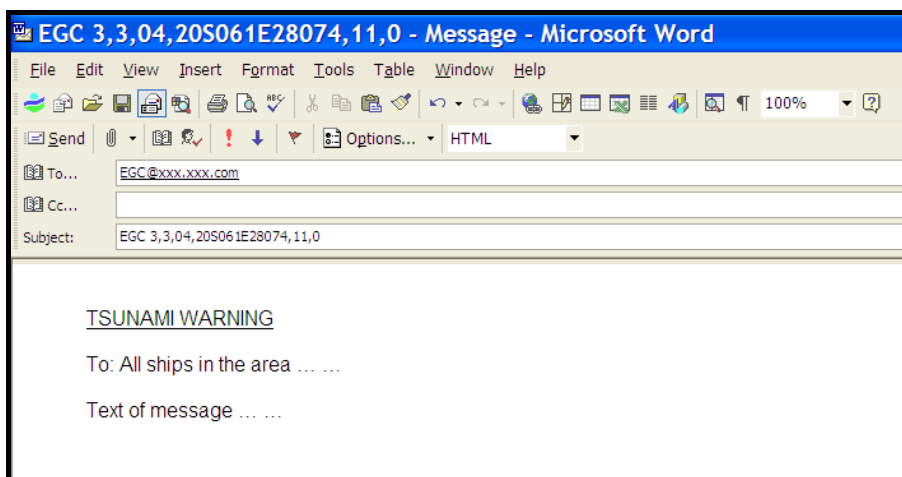 EGC 3,3,04,20S061E28074,11,0 - Message - Microsoft Word
File Edit View Insert Format Tools Table Window Help
100%
Send Options... HTML
To... EGC@xxx.xxx.com
Cc...
Subject: EGC 3,3,04,20S061E28074,11,0
TSUNAMI WARNING
To: All ships in the area … …
Text of message … …